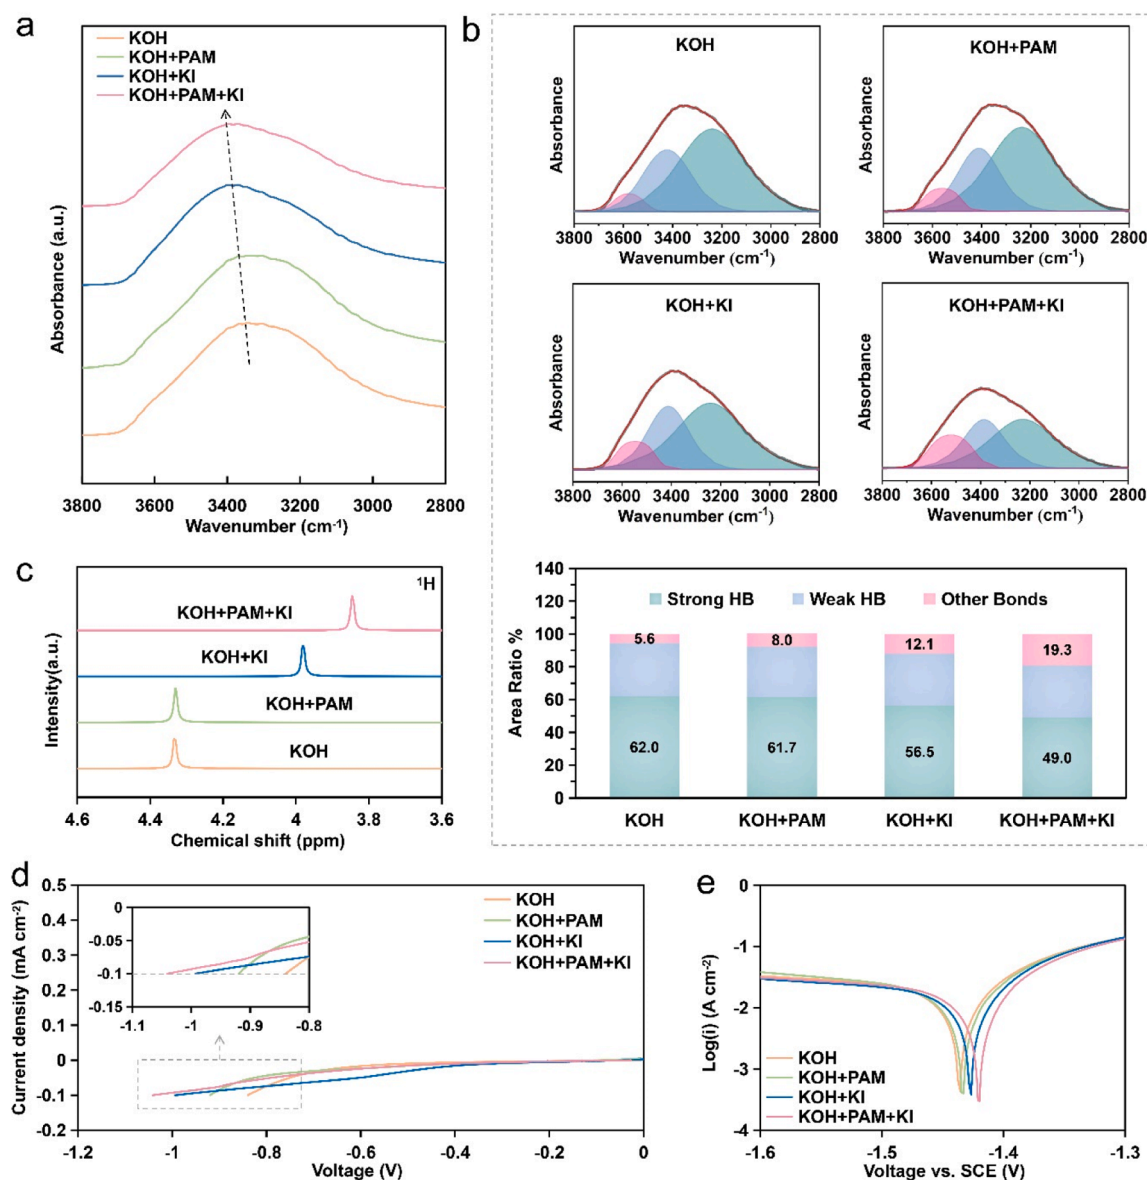 a
KOH
KOH+PAM
KOH+KI
KOH+PAM+KI
Absorbance (a.u.)
3800 3600 3400 3200 3000 2800
Wavenumber (cm⁻¹)
b
KOH
Absorbance
3800 3600 3400 3200 3000 2800
Wavenumber (cm⁻¹)
KOH+PAM
Absorbance
3800 3600 3400 3200 3000 2800
Wavenumber (cm⁻¹)
KOH+KI
Absorbance
3800 3600 3400 3200 3000 2800
Wavenumber (cm⁻¹)
KOH+PAM+KI
Absorbance
3800 3600 3400 3200 3000 2800
Wavenumber (cm⁻¹)
Area Ratio %
140
120
100
80
60
40
20
0
Strong HB Weak HB Other Bonds
5.6 8.0 12.1 19.3
62.0 61.7 56.5 49.0
KOH KOH+PAM KOH+KI KOH+PAM+KI
c
¹H
KOH+PAM+KI
KOH+KI
KOH+PAM
KOH
Intensity(a.u.)
4.6 4.4 4.2 4 3.8 3.6
Chemical shift (ppm)
d
Current density (mA cm⁻²)
0.5
0.4
0.3
0.2
0.1
0
-0.1
-0.2
0
-0.05
-0.1
-0.15
-1.1 -1 -0.9 -0.8
KOH
KOH+PAM
KOH+KI
KOH+PAM+KI
-1.2 -1 -0.8 -0.6 -0.4 -0.2 0
Voltage (V)
e
Log(i) (A cm⁻²)
0
-1
-2
-3
-4
KOH
KOH+PAM
KOH+KI
KOH+PAM+KI
-1.6 -1.5 -1.4 -1.3
Voltage vs. SCE (V)